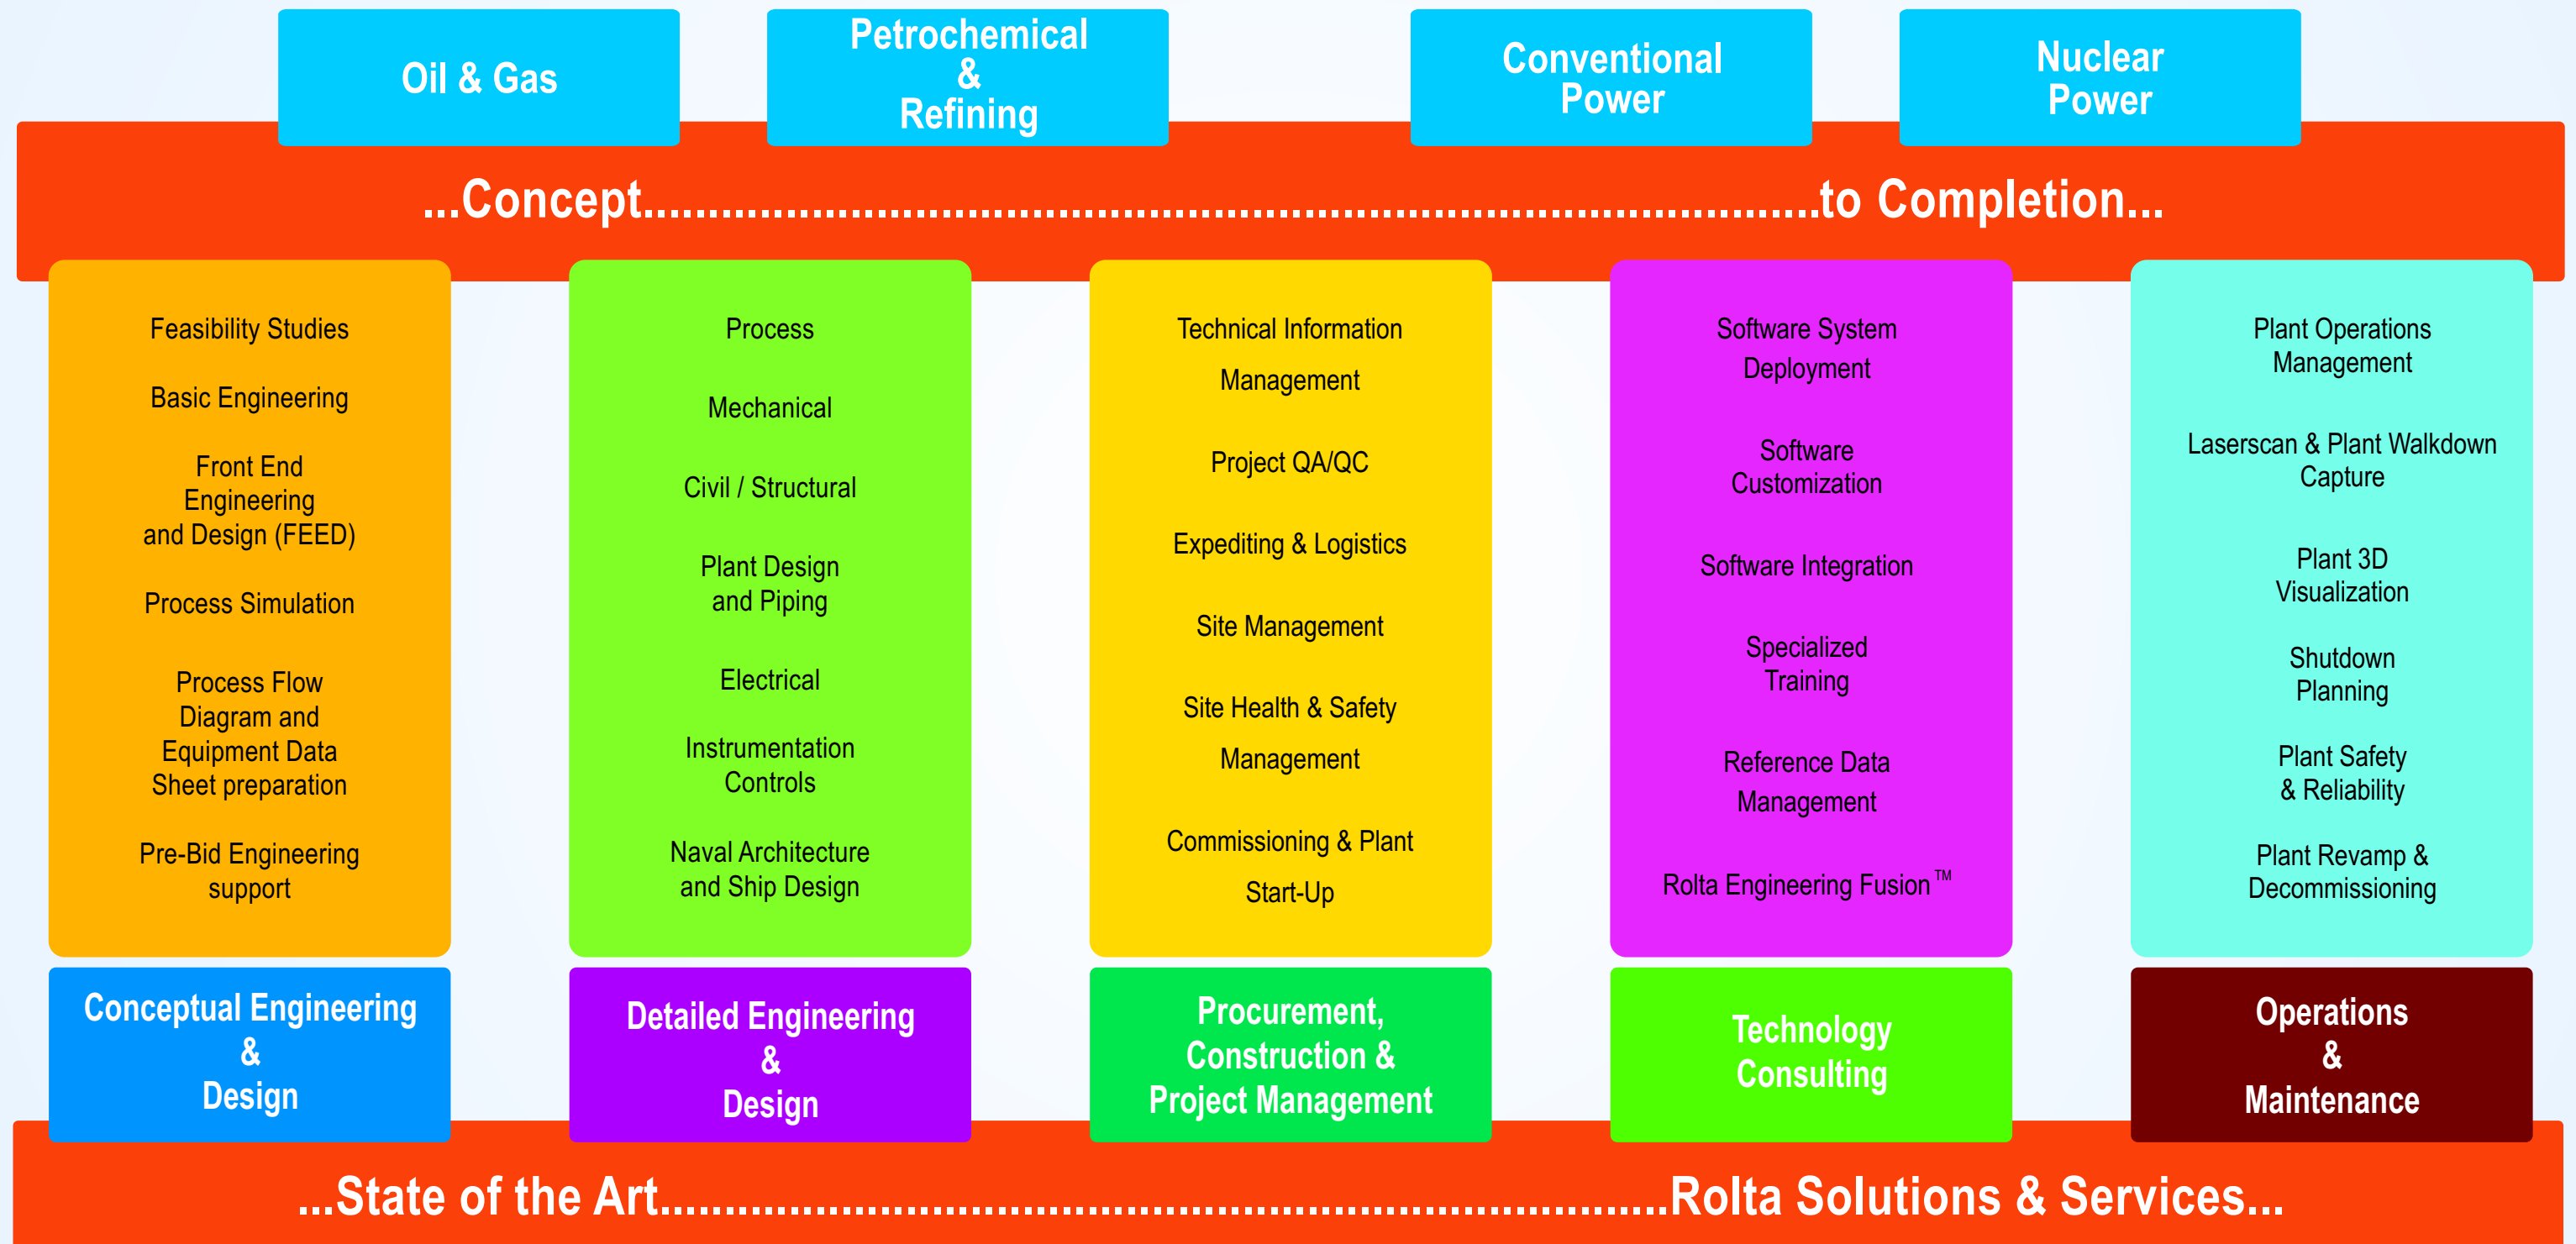 Oil & Gas
Petrochemical
&
Refining
Conventional
Power
Nuclear
Power
...Concept..........................................................................................to Completion...
Feasibility Studies
Basic Engineering
Front End
Engineering
and Design (FEED)
Process Simulation
Process Flow
Diagram and
Equipment Data
Sheet preparation
Pre-Bid Engineering
support
Conceptual Engineering
&
Design
Process
Mechanical
Civil / Structural
Plant Design
and Piping
Electrical
Instrumentation
Controls
Naval Architecture
and Ship Design
Detailed Engineering
&
Design
Technical Information
Management
Project QA/QC
Expediting & Logistics
Site Management
Site Health & Safety
Management
Commissioning & Plant
Start-Up
Procurement,
Construction &
Project Management
Software System
Deployment
Software
Customization
Software Integration
Specialized
Training
Reference Data
Management
Rolta Engineering Fusion™
Technology
Consulting
Plant Operations
Management
Laserscan & Plant Walkdown
Capture
Plant 3D
Visualization
Shutdown
Planning
Plant Safety
& Reliability
Plant Revamp &
Decommissioning
Operations
&
Maintenance
...State of the Art.............................................................................Rolta Solutions & Services...